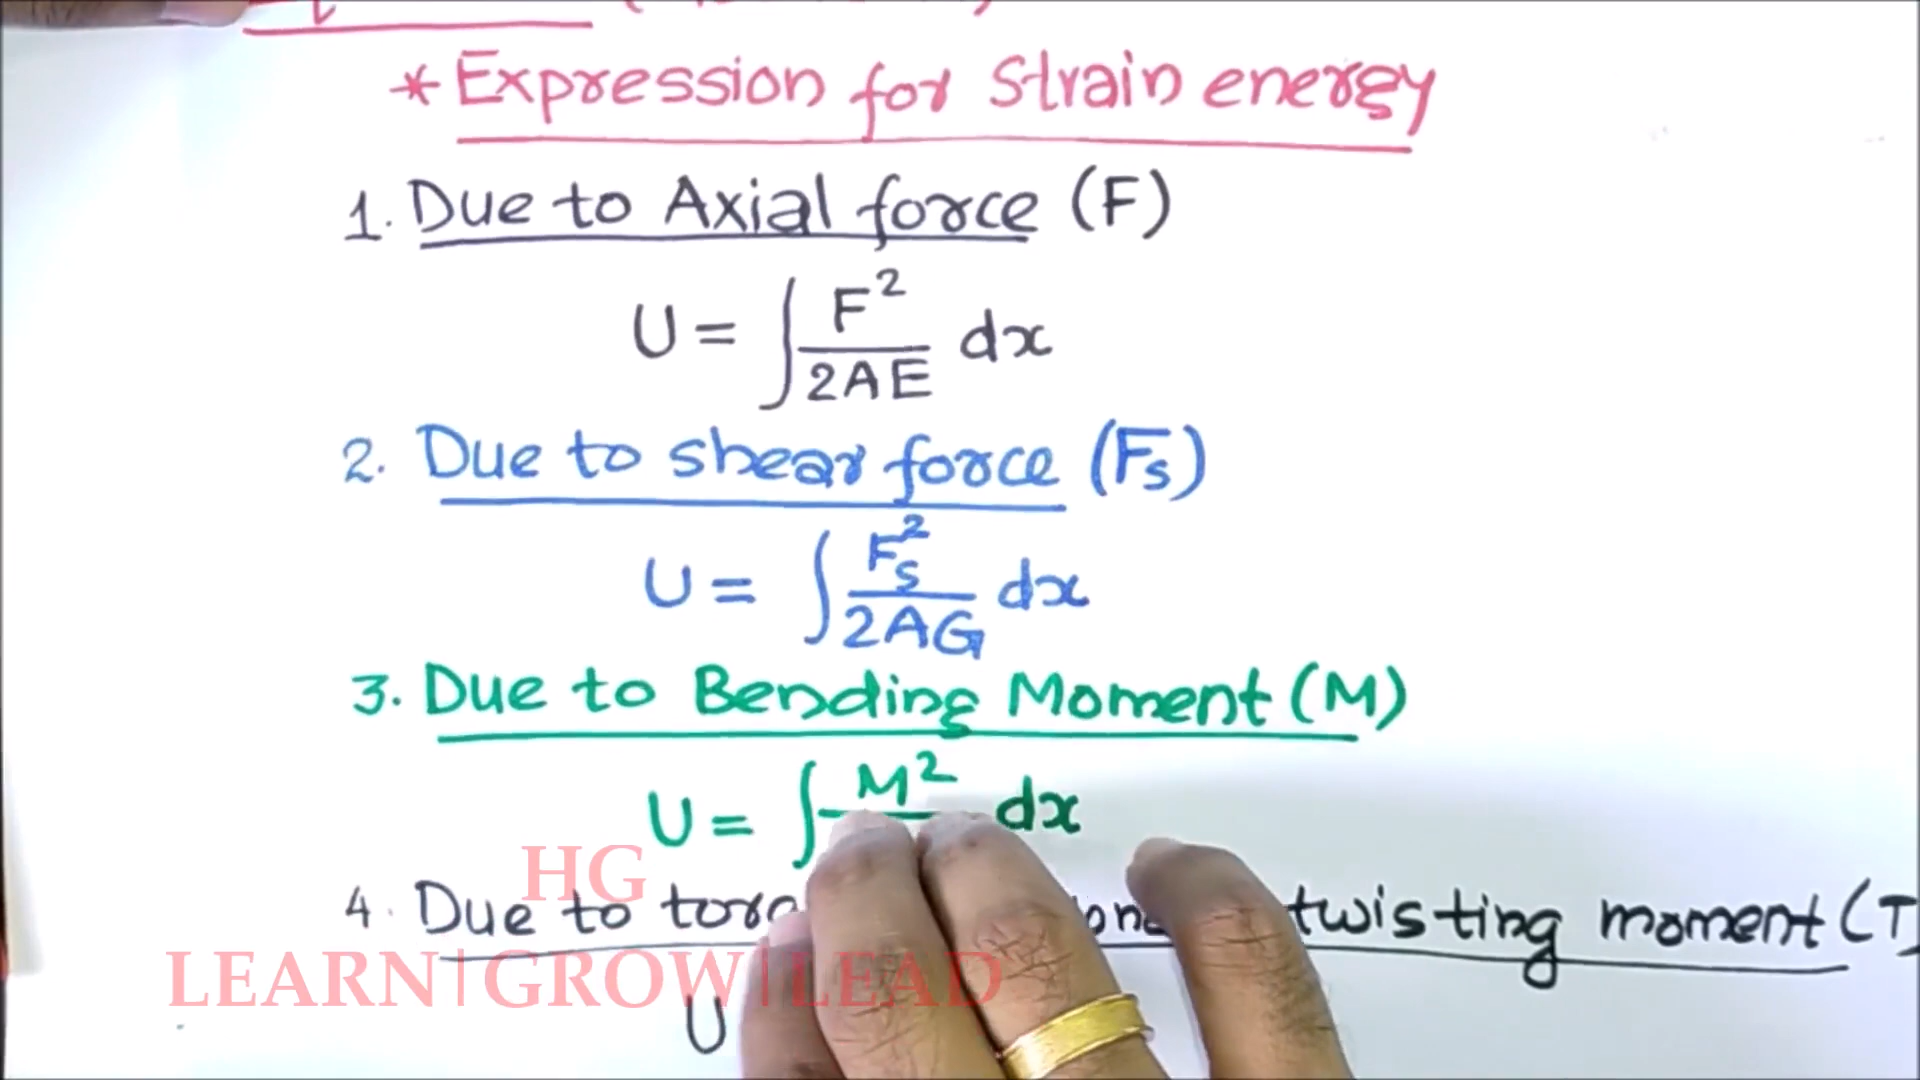 * Expression for Strain energy
1. Due to Axial force (F)
U = ∫ F² / 2AE dx
2. Due to shear force (Fs)
U = ∫ Fs² / 2AG dx
3. Due to Bending Moment (M)
U = ∫ M² dx
4. Due to twisting moment (T)
U
HG
LEARN|GROW|LEAD